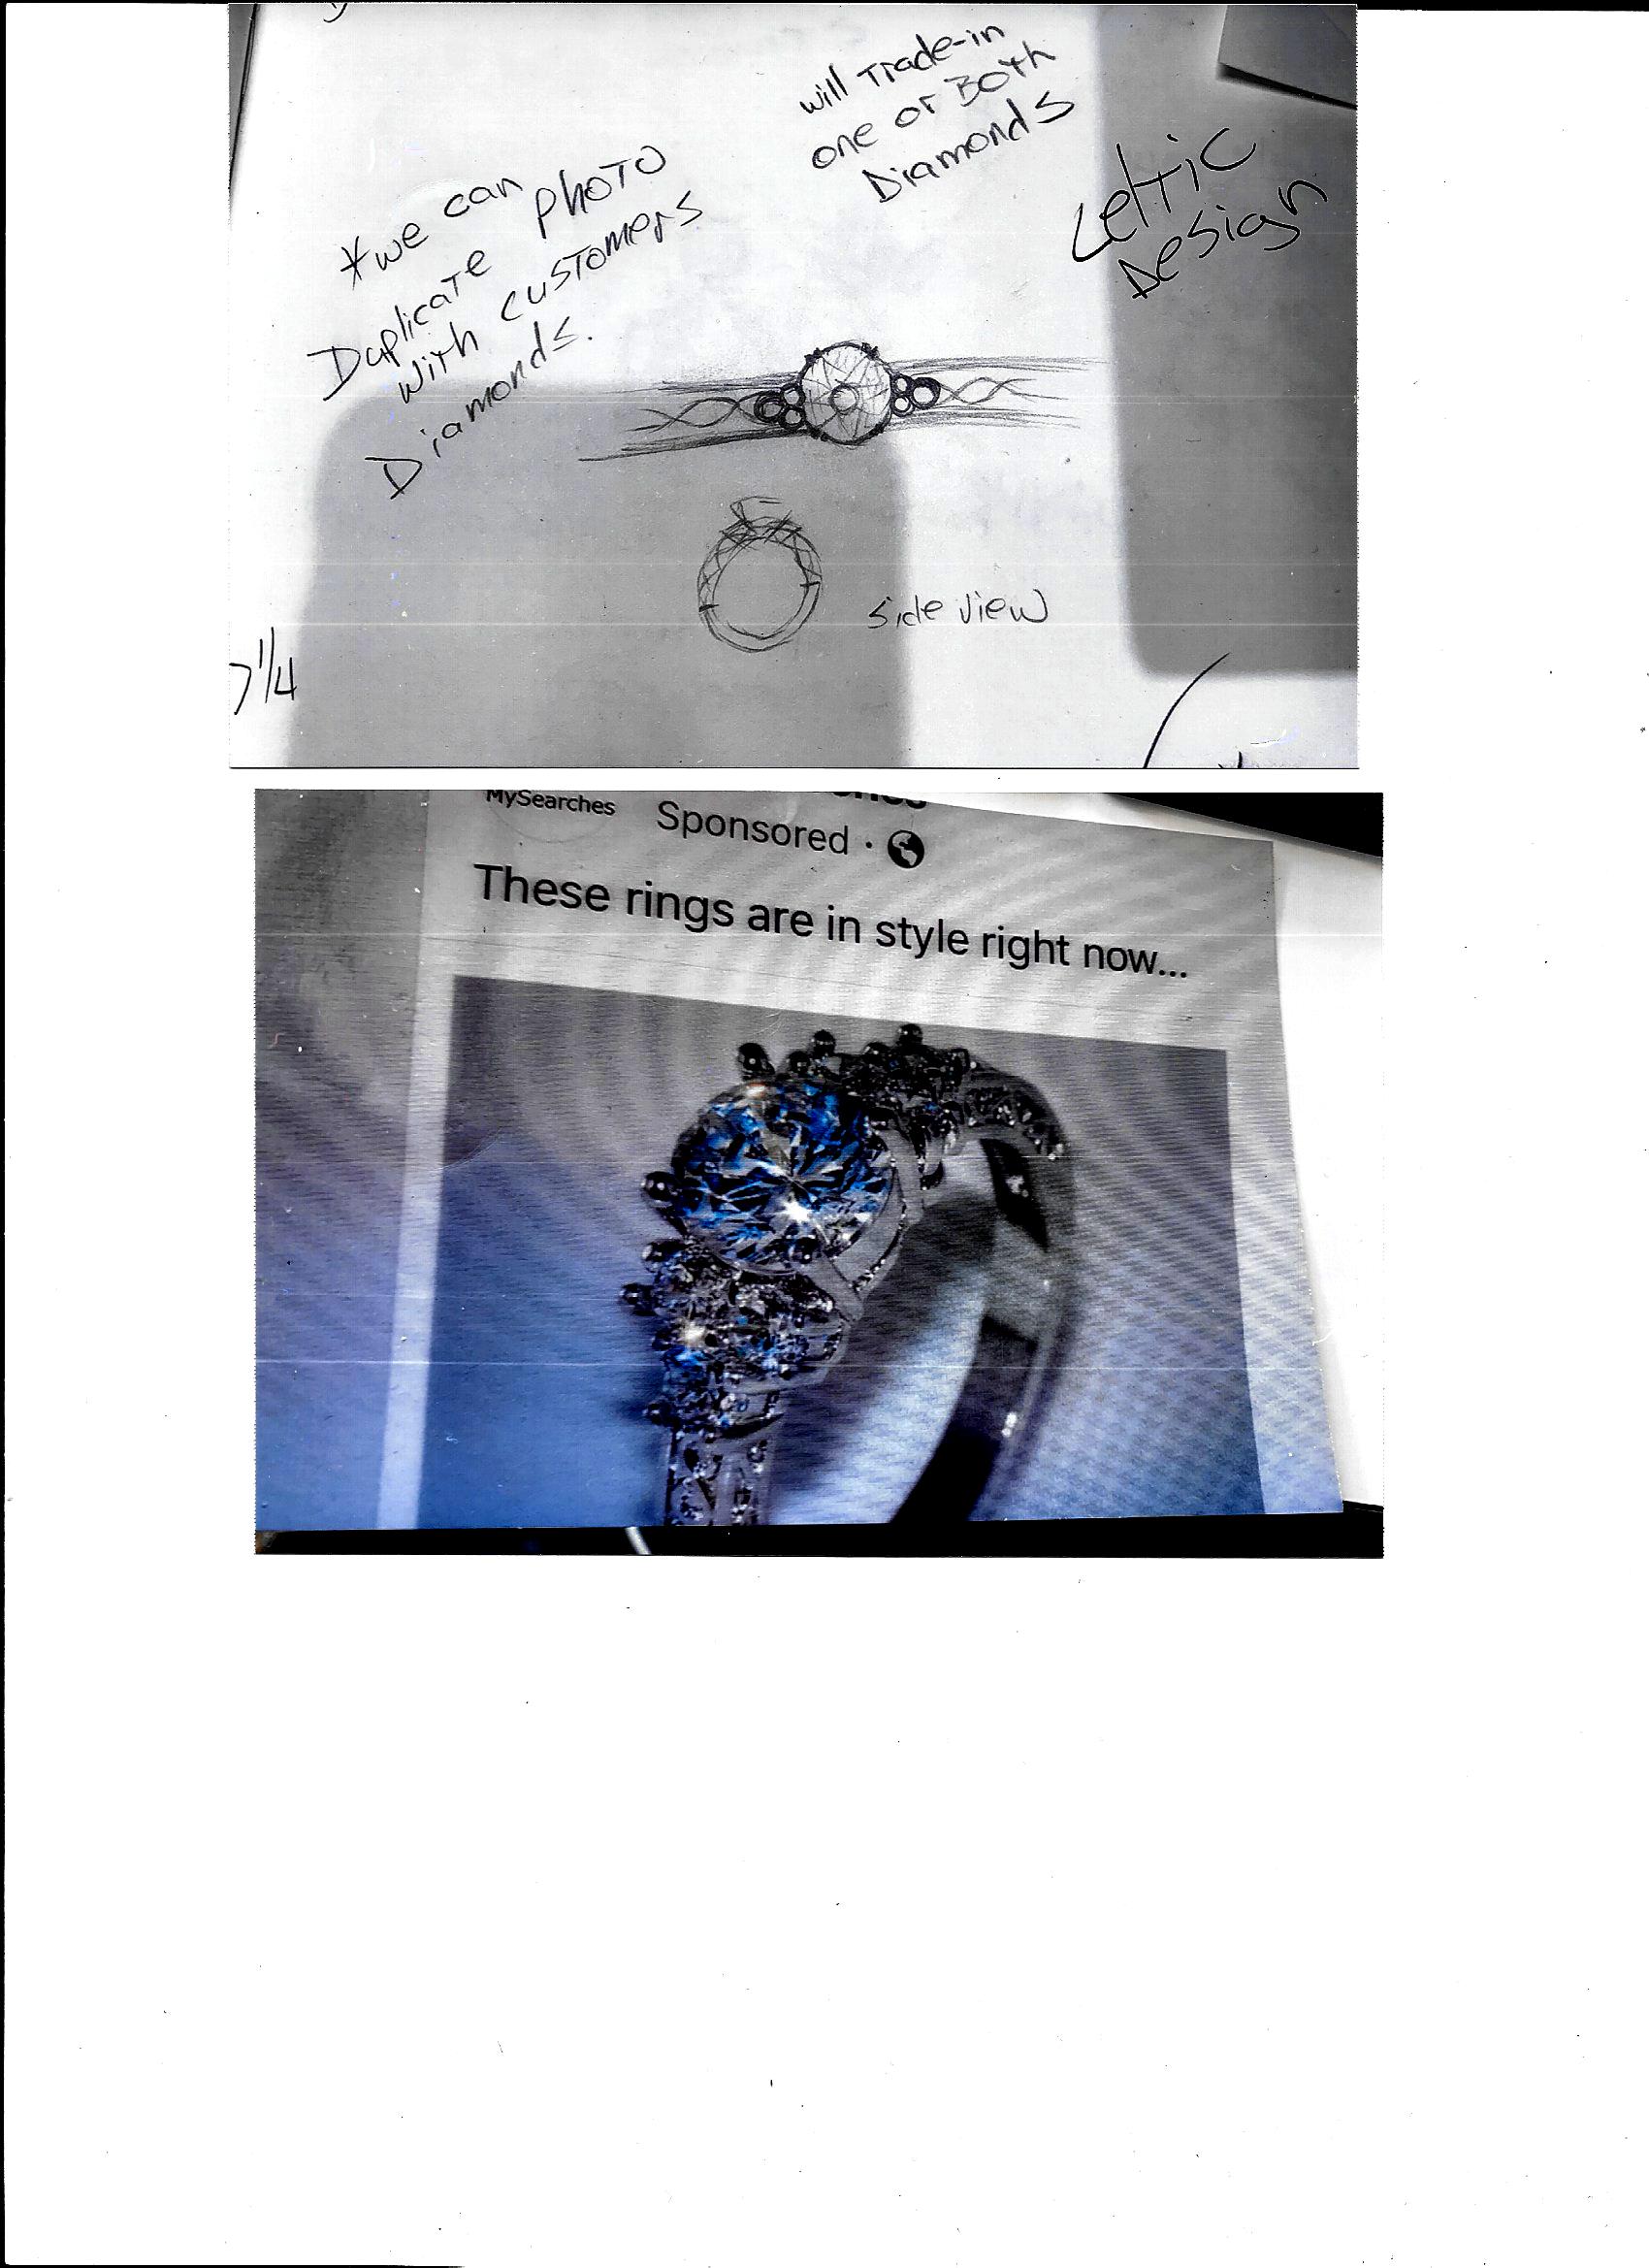 *we can
Duplicate photo
with customers
Diamonds.
will Trade-in
one or Both
Diamonds
Celtic
Design
side view
7 1/4
MySearches
Sponsored ·
These rings are in style right now...